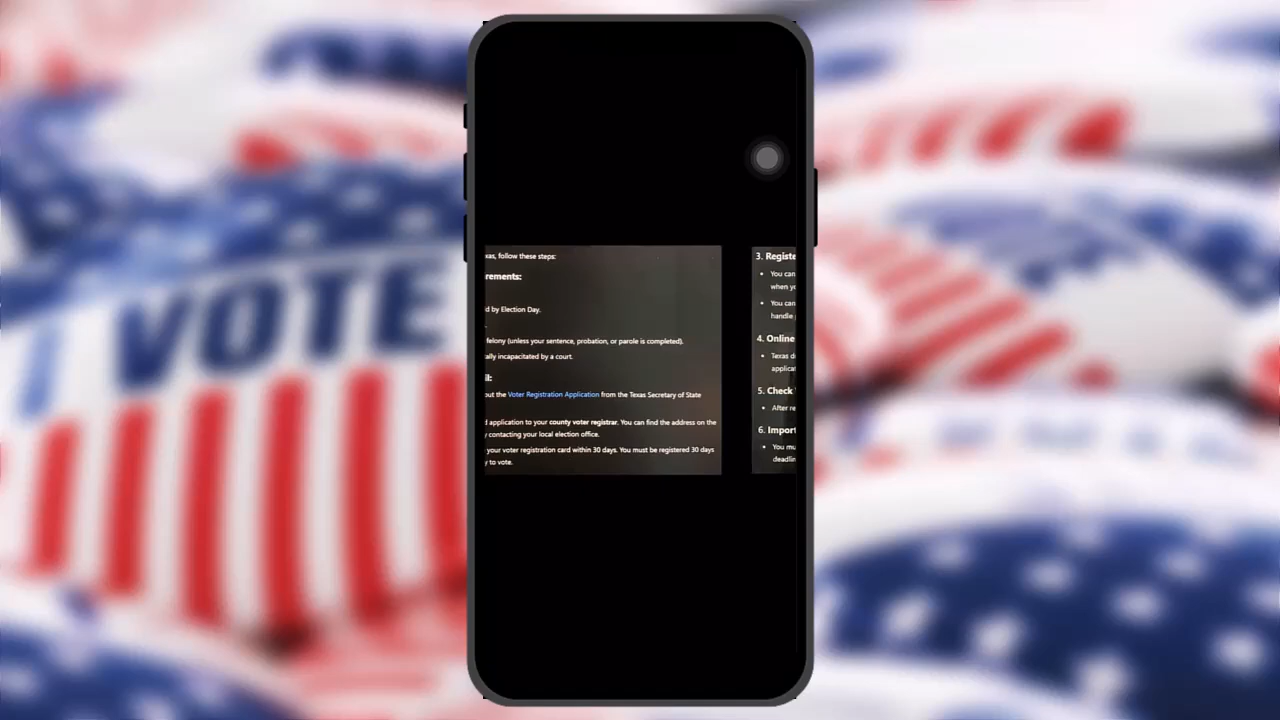 VOTE
xas, follow these steps:
rements:
d by Election Day.
felony (unless your sentence, probation, or parole is completed).
ally incapacitated by a court.
il:
out the Voter Registration Application from the Texas Secretary of State
d application to your county voter registrar. You can find the address on the
y contacting your local election office.
your voter registration card within 30 days. You must be registered 30 days
y to vote.
3. Registe
You can
when yo
You can
handle
4. Online
Texas d
applicat
5. Check
After re
6. Import
You mu
deadlin